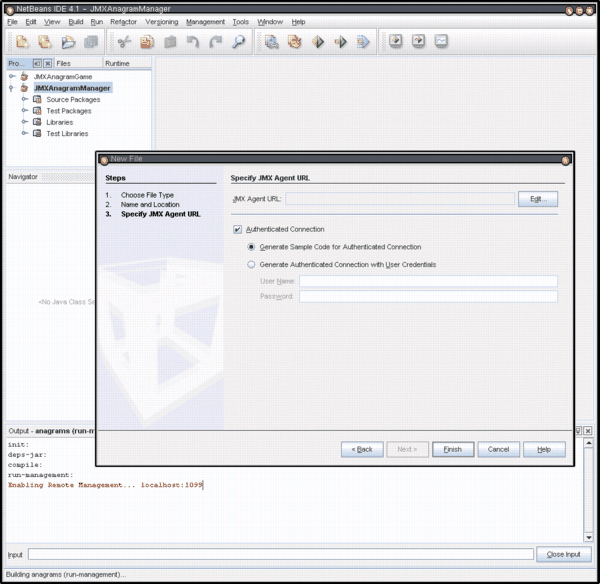 NetBeans IDE 4.1 - JMXAnagramManager
File Edit View Build Run Refactor Versioning Management Tools Window Help
Pro... Files Runtime
JMXAnagramGame
JMXAnagramManager
Source Packages
Test Packages
Libraries
Test Libraries
Navigator
<No Java Class Se
New File
Steps
1. Choose File Type
2. Name and Location
3. Specify JMX Agent URL
Specify JMX Agent URL
JMX Agent URL:
Edit...
Authenticated Connection
Generate Sample Code for Authenticated Connection
Generate Authenticated Connection with User Credentials
User Name:
Password:
< Back Next > Finish Cancel Help
Output - anagrams (run-m
init:
deps-jar:
compile:
run-management:
Enabling Remote Management... localhost:1099
Input
Close Input
Building anagrams (run-management)...